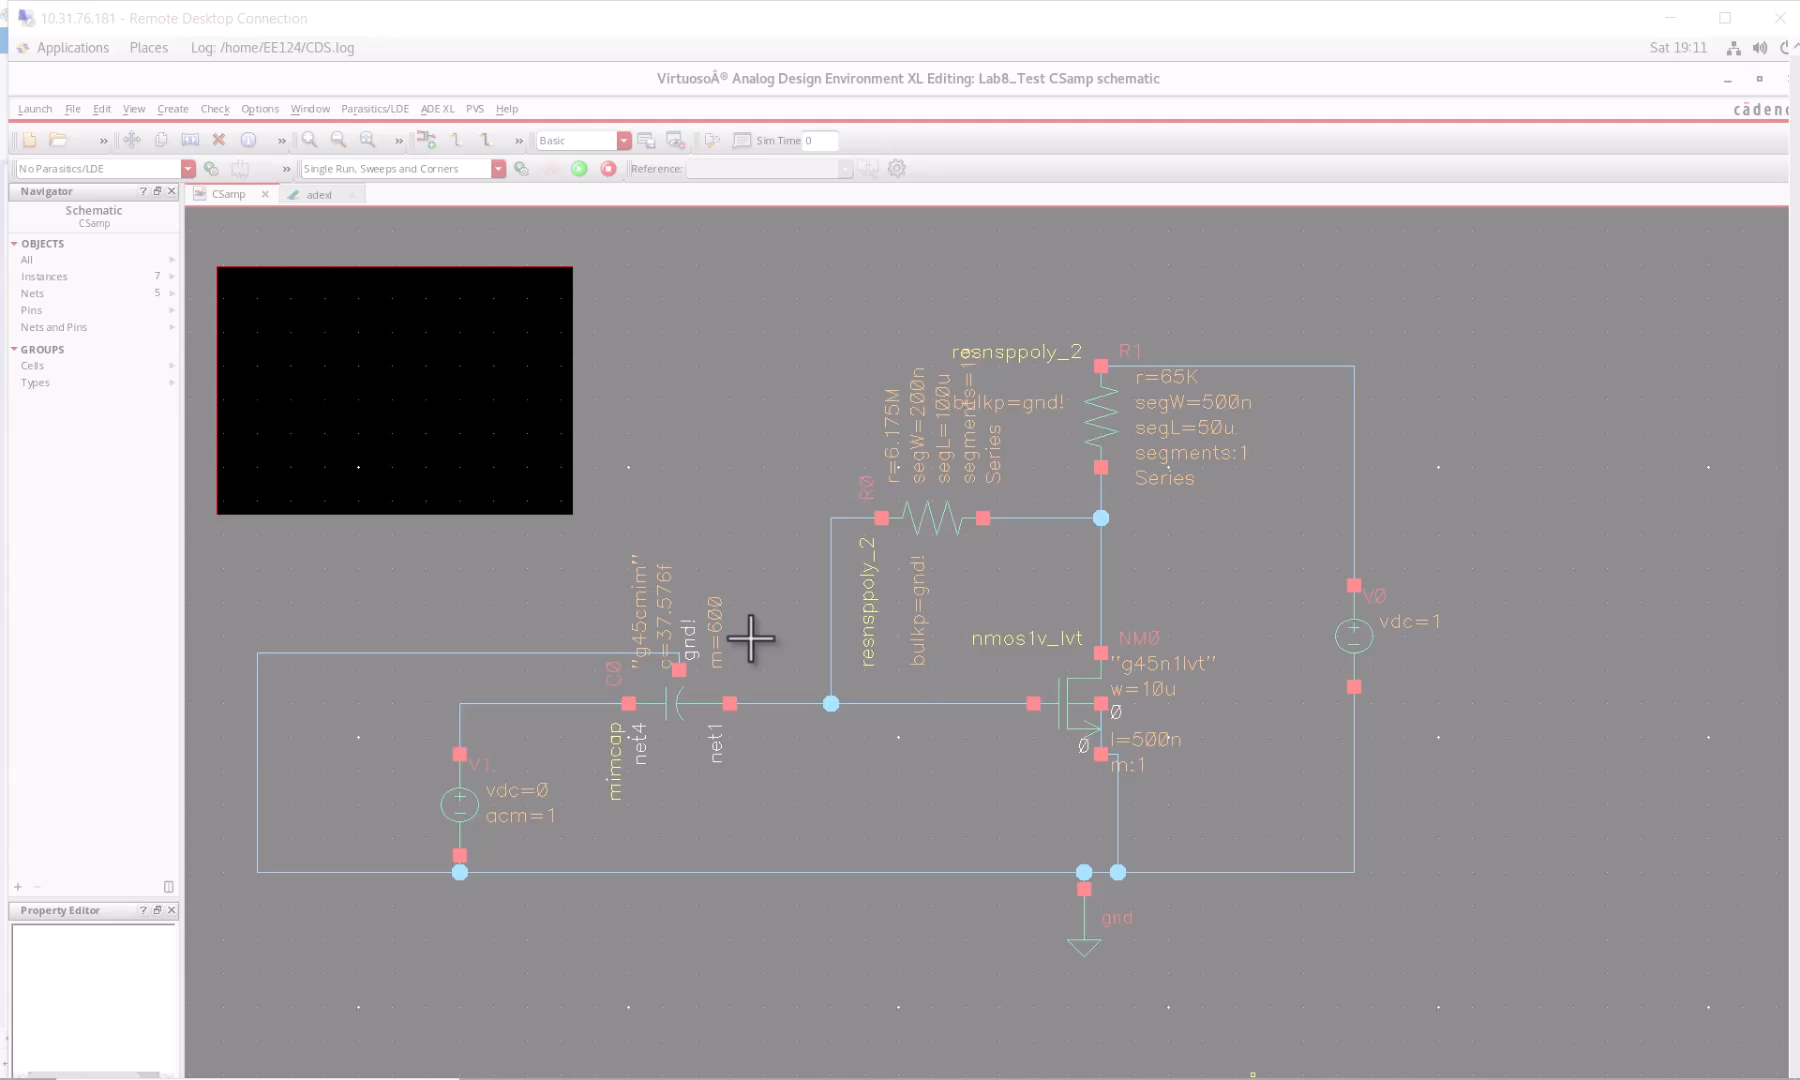 10.31.76.181 - Remote Desktop Connection
Applications Places Log: /home/EE124/CDS.log Sat 19:11
VirtuosoÂ® Analog Design Environment XL Editing: Lab8_Test CSamp schematic
Launch File Edit View Create Check Options Window Parasitics/LDE ADE XL PVS Help
cādenc
» » » » Basic Sim Time 0
No Parasitics/LDE » Single Run, Sweeps and Corners Reference:
Navigator
CSamp adexl
Schematic
CSamp
OBJECTS
All
Instances 7
Nets 5
Pins
Nets and Pins
GROUPS
Cells
Types
Property Editor
resnsppoly_2 R1
r=65K
bulkp=gnd! segW=500n
segL=50u
segments:1
Series
R0
r=6.175M
segW=200n
segL=100u
segments=1
Series
resnsppoly_2
bulkp=gnd!
C0
"g45cmim"
c=37.576f
gnd!
m=600
mimcap
net4
net1
V1
vdc=0
acm=1
nmos1v_lvt NM0
"g45n1lvt"
w=10u
0
0 l=500n
m:1
V0
vdc=1
gnd